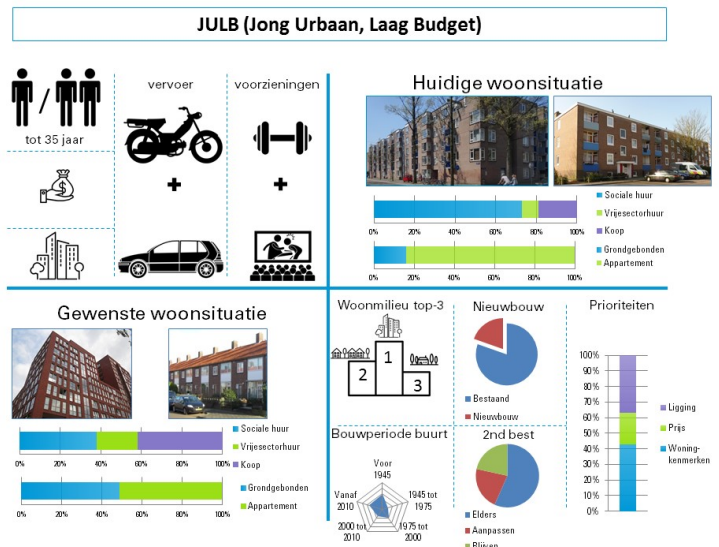 JULB (Jong Urbaan, Laag Budget)
tot 35 jaar
vervoer
voorzieningen
+
+
Huidige woonsituatie
Sociale huur
Vrijesectorhuur
Koop
0% 20% 40% 60% 80% 100%
Grondgebonden
Appartement
0% 20% 40% 60% 80% 100%
Gewenste woonsituatie
Sociale huur
Vrijesectorhuur
Koop
0% 20% 40% 60% 80% 100%
Grondgebonden
Appartement
0% 20% 40% 60% 80% 100%
Woonmilieu top-3
1
2
3
Nieuwbouw
Bestaand
Nieuwbouw
Bouwperiode buurt
Voor
1945
1945 tot
1975
1975 tot
2000
2000 tot
2010
Vanaf
2010
2nd best
Elders
Aanpassen
Blijven
Prioriteiten
100%
90%
80%
70%
60%
50%
40%
30%
20%
10%
0%
Ligging
Prijs
Woning-
kenmerken